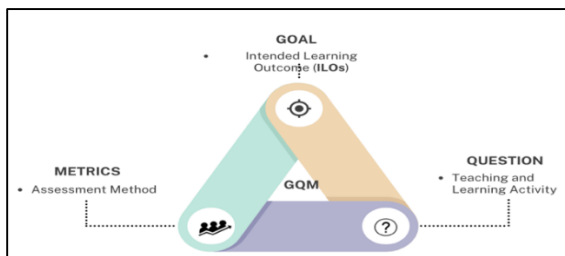 GOAL
• Intended Learning
Outcome (ILOs)
METRICS
• Assessment Method
GQM
QUESTION
• Teaching and
Learning Activity
?